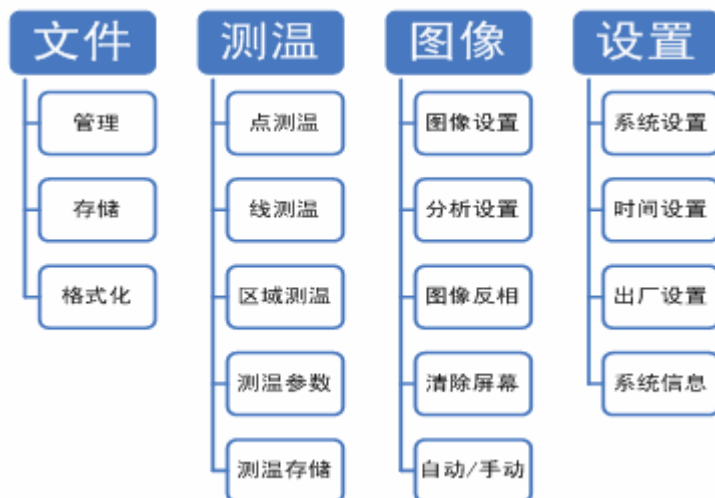 文件
管理
存储
格式化
测温
点测温
线测温
区域测温
测温参数
测温存储
图像
图像设置
分析设置
图像反相
清除屏幕
自动/手动
设置
系统设置
时间设置
出厂设置
系统信息